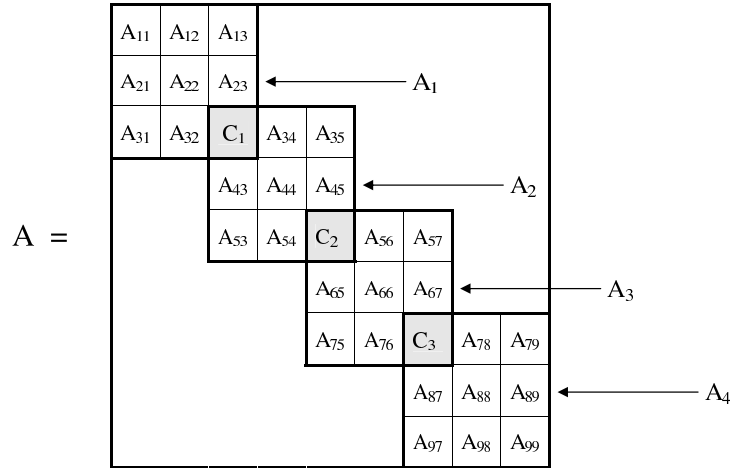 A₁₁ A₁₂ A₁₃
A₂₁ A₂₂ A₂₃ A₁
A₃₁ A₃₂ C₁ A₃₄ A₃₅
A₄₃ A₄₄ A₄₅ A₂
A = A₅₃ A₅₄ C₂ A₅₆ A₅₇
A₆₅ A₆₆ A₆₇ A₃
A₇₅ A₇₆ C₃ A₇₈ A₇₉
A₈₇ A₈₈ A₈₉ A₄
A₉₇ A₉₈ A₉₉